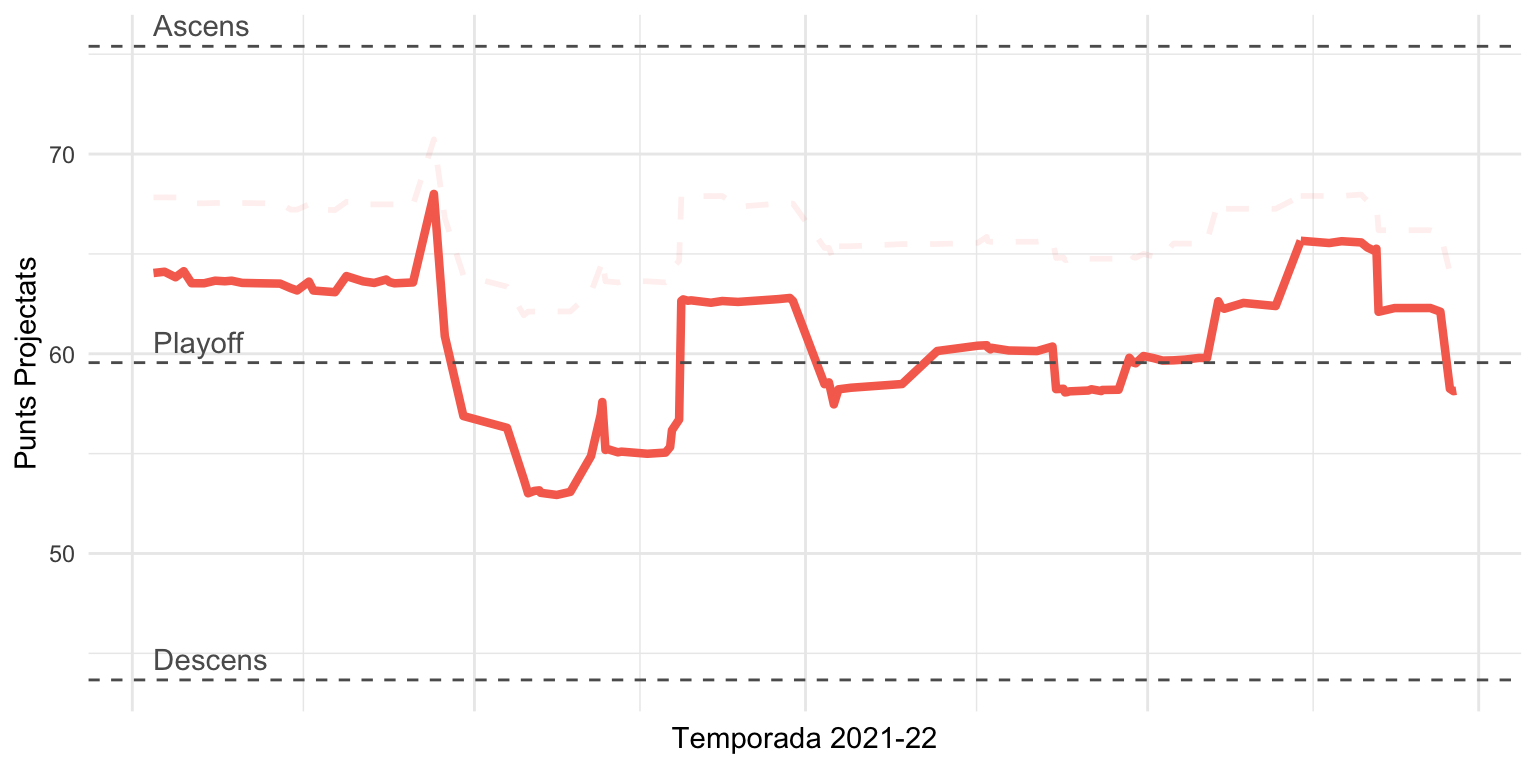 Ascens
70
Playoff
60
50
Descens
Punts Projectats
Temporada 2021-22